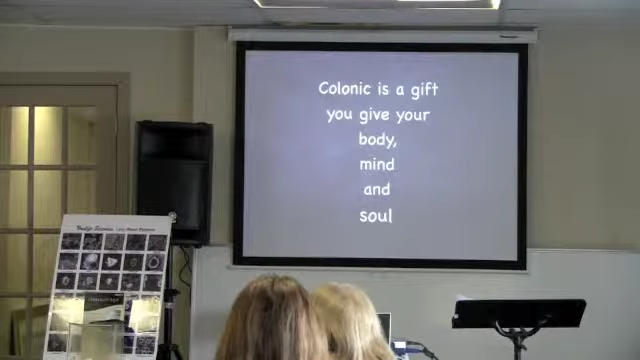 Colonic is a gift
you give your
body,
mind
and
soul